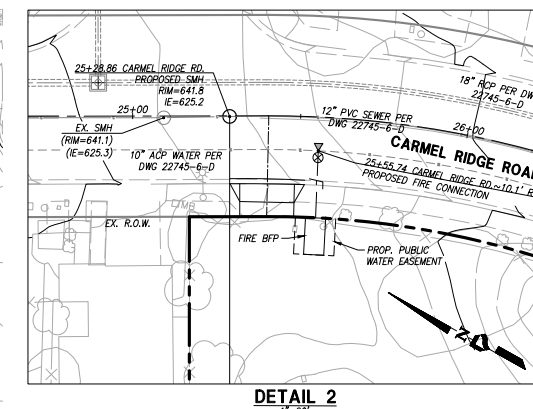 25+28.86 CARMEL RIDGE RD.
PROPOSED SMH
RIM=641.8
IE=625.2
18" RCP PER DW
22745-6-D
25+00
12" PVC SEWER PER
DWG 22745-6-D
26+00
EX. SMH
(RIM=641.1)
(IE=625.3)
CARMEL RIDGE ROA
10" ACP WATER PER
DWG 22745-6-D
25+55.74 CARMEL RIDGE RD.~10.1' R
PROPOSED FIRE CONNECTION
EX. R.O.W.
FIRE BFP
PROP. PUBLIC
WATER EASEMENT
N
DETAIL 2